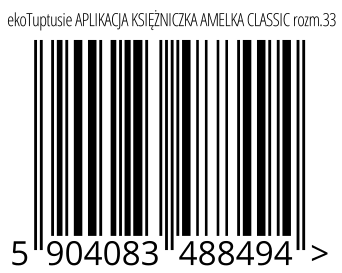 ekoTuptusie APLIKACJA KSIĘŻNICZKA AMELKA CLASSIC rozm.33
5 904083 488494 >